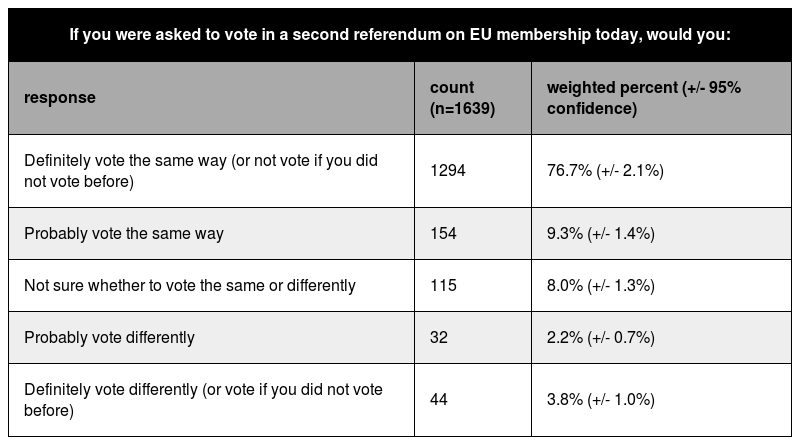 If you were asked to vote in a second referendum on EU membership today, would you:
response
count
(n=1639)
weighted percent (+/- 95%
confidence)
Definitely vote the same way (or not vote if you did
not vote before)
1294
76.7% (+/- 2.1%)
Probably vote the same way
154
9.3% (+/- 1.4%)
Not sure whether to vote the same or differently
115
8.0% (+/- 1.3%)
Probably vote differently
32
2.2% (+/- 0.7%)
Definitely vote differently (or vote if you did not vote
before)
44
3.8% (+/- 1.0%)